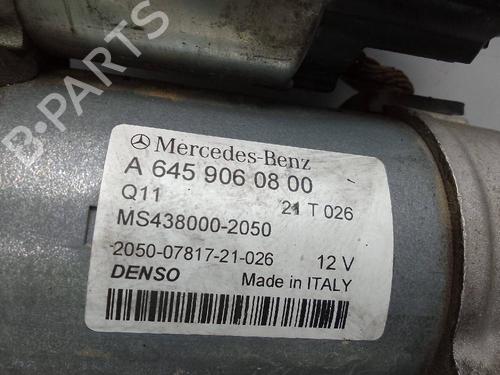 B-PARTS
Mercedes-Benz
A 645 906 08 00
Q11 21 T 026
MS438000-2050
2050-07817-21-026 12 V
DENSO Made in ITALY